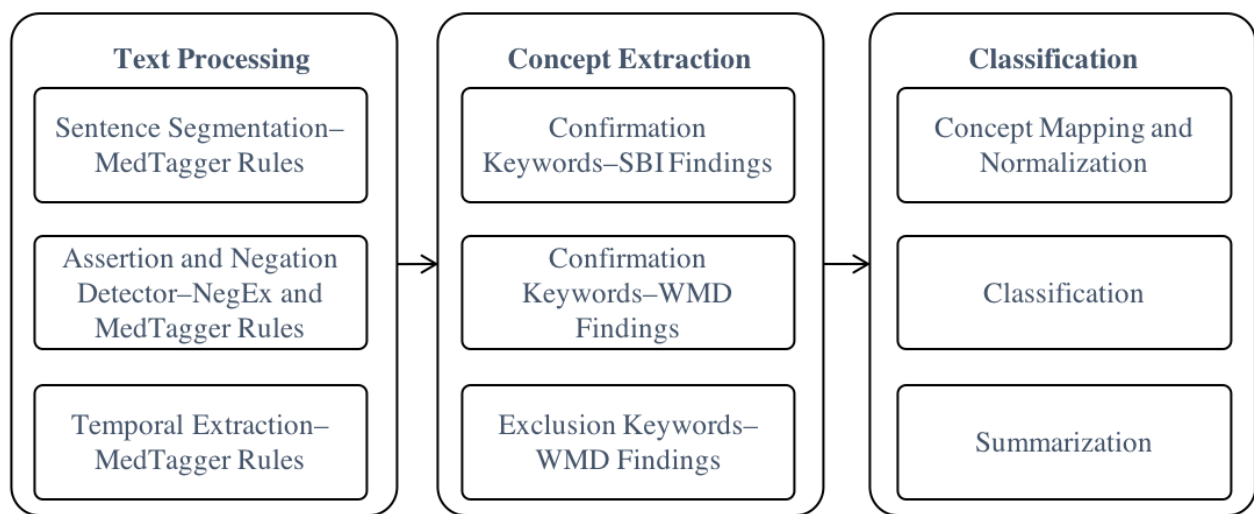 Text Processing
Sentence Segmentation–
MedTagger Rules
Assertion and Negation
Detector–NegEx and
MedTagger Rules
Temporal Extraction–
MedTagger Rules
Concept Extraction
Confirmation
Keywords–SBI Findings
Confirmation
Keywords–WMD
Findings
Exclusion Keywords–
WMD Findings
Classification
Concept Mapping and
Normalization
Classification
Summarization